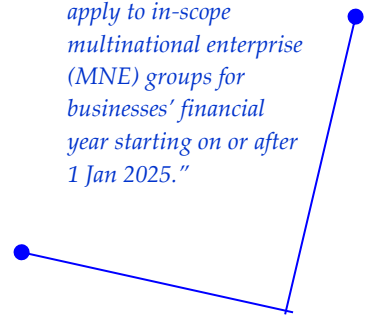 apply to in-scope
multinational enterprise
(MNE) groups for
businesses’ financial
year starting on or after
1 Jan 2025.”